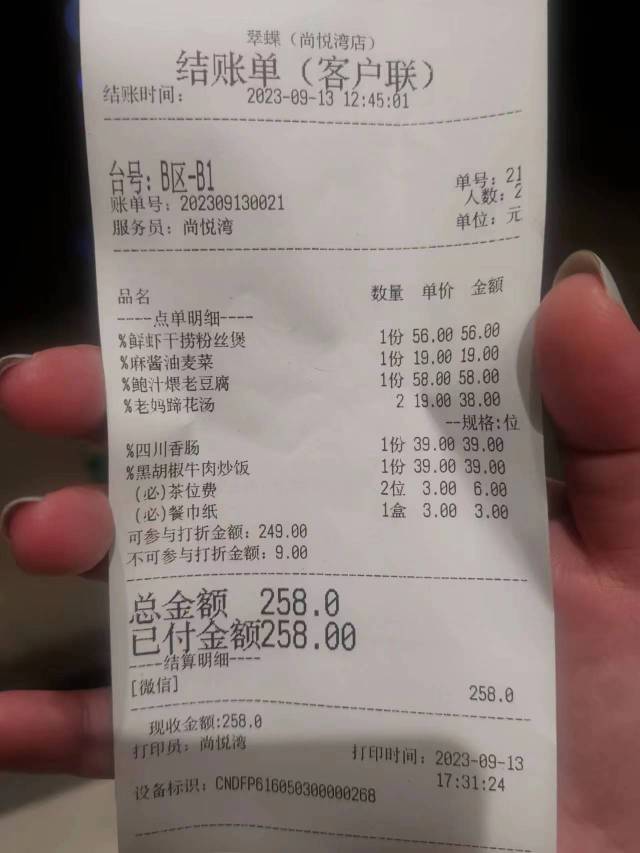 翠蝶（尚悦湾店）
结账单（客户联）
结账时间： 2023-09-13 12:45:01
台号：B区-B1 单号：21
账单号：202309130021 人数：2
服务员：尚悦湾 单位：元
品名 数量 单价 金额
----点单明细----
%鲜虾干捞粉丝煲 1份 56.00 56.00
%麻酱油麦菜 1份 19.00 19.00
%鲍汁煨老豆腐 1份 58.00 58.00
%老妈蹄花汤 2 19.00 38.00
--规格:位
%四川香肠 1份 39.00 39.00
%黑胡椒牛肉炒饭 1份 39.00 39.00
(必)茶位费 2位 3.00 6.00
(必)餐巾纸 1盒 3.00 3.00
可参与打折金额：249.00
不可参与打折金额：9.00
总金额 258.0
已付金额258.00
----结算明细----
[微信] 258.0
现收金额:258.0
打印员：尚悦湾 打印时间：2023-09-13
17:31:24
设备标识：CNDFP616050300000268